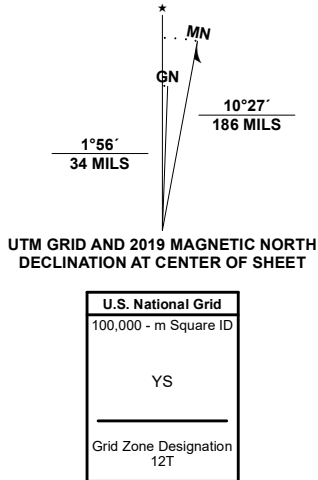 ★
MN
GN
1°56´
34 MILS
10°27´
186 MILS
UTM GRID AND 2019 MAGNETIC NORTH
DECLINATION AT CENTER OF SHEET
U.S. National Grid
100,000 - m Square ID
YS
Grid Zone Designation
12T